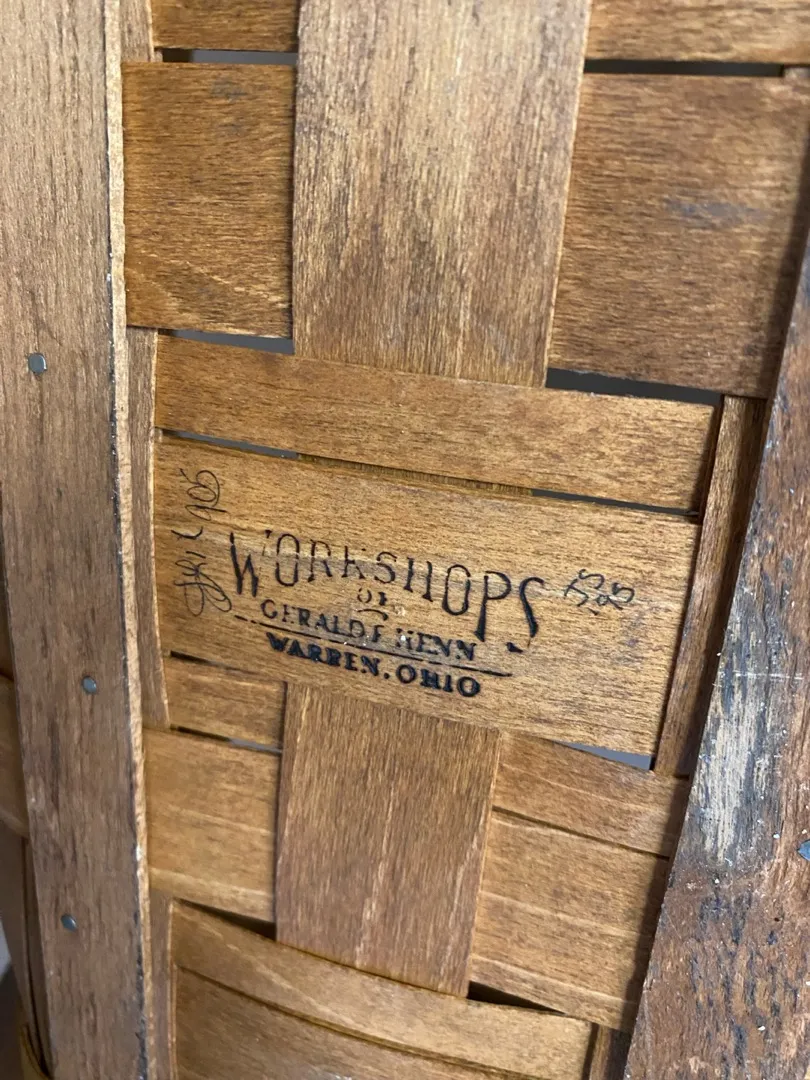 WORKSHOPS
OF
GERALD E. HENN
WARREN, OHIO